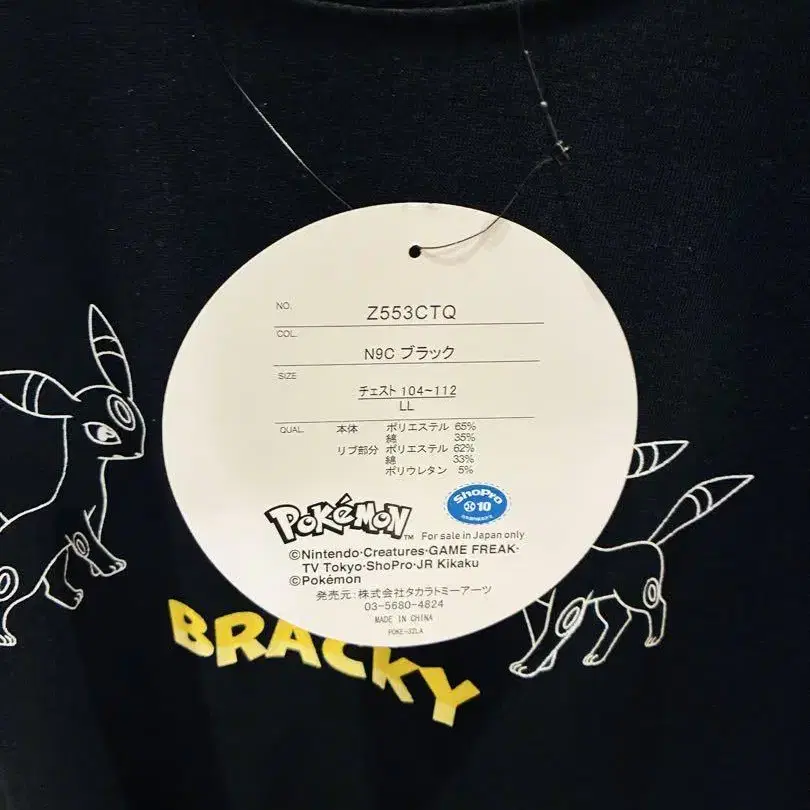 NO.
Z553CTQ
COL.
N9C ブラック
SIZE
チェスト 104~112
LL
QUAL. 本体 ポリエステル 65%
綿 35%
リブ部分 ポリエステル 62%
綿 33%
ポリウレタン 5%
ShoPro
10
POKéMON™ For sale in Japan only
©Nintendo·Creatures·GAME FREAK·
TV Tokyo·ShoPro·JR Kikaku
©Pokémon
発売元:株式会社タカラトミーアーツ
03-5680-4824
MADE IN CHINA
POKE-32LA
BRACKY